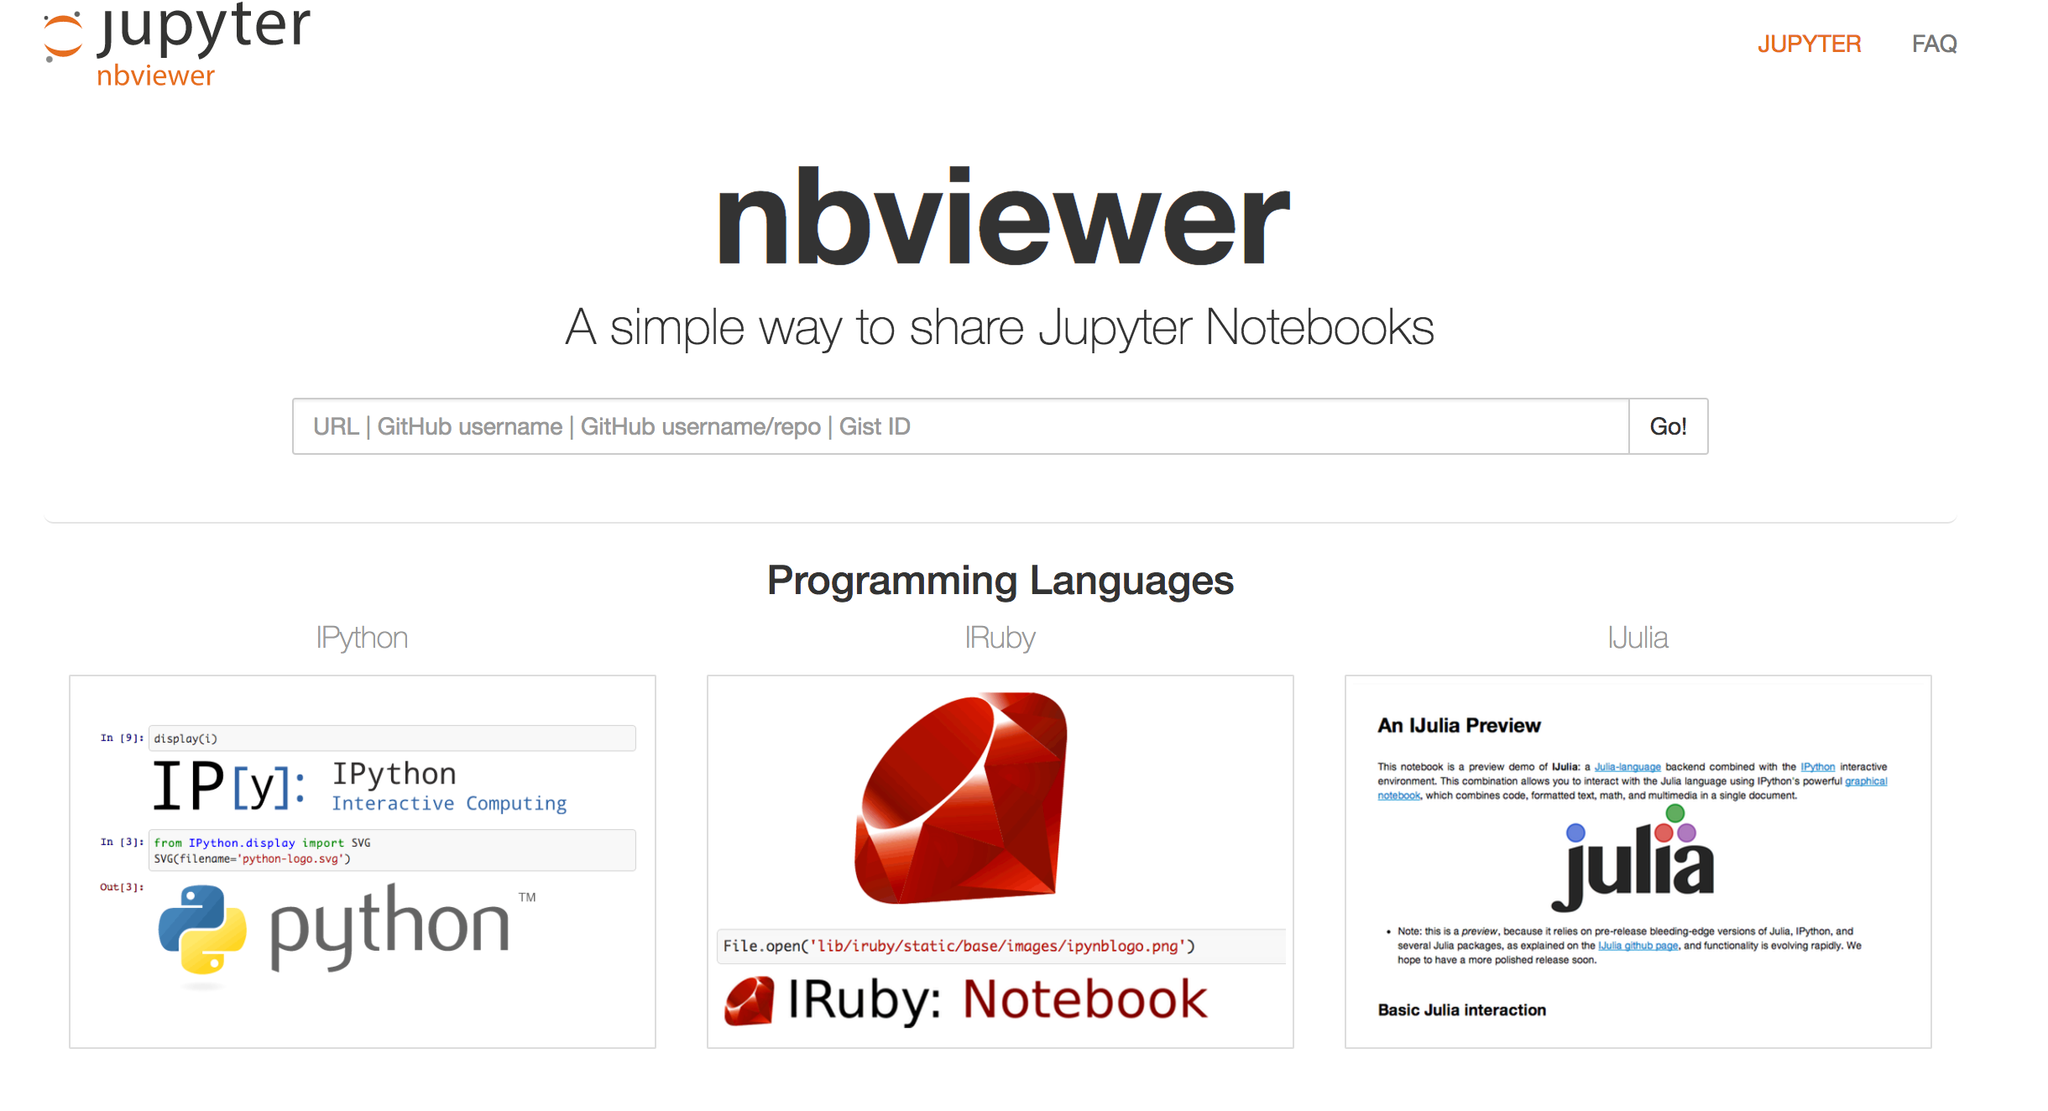 jupyter
nbviewer
JUPYTER
FAQ
nbviewer
A simple way to share Jupyter Notebooks
URL | GitHub username | GitHub username/repo | Gist ID
Go!
Programming Languages
IPython
In [9]: display(i)
IP[y]: IPython
Interactive Computing
In [3]: from IPython.display import SVG
SVG(filename='python-logo.svg')
Out[3]:
python TM
IRuby
File.open('lib/iruby/static/base/images/ipynblogo.png')
IRuby: Notebook
IJulia
An IJulia Preview
This notebook is a preview demo of IJulia: a Julia-language backend combined with the IPython interactive
environment. This combination allows you to interact with the Julia language using IPython's powerful graphical
notebook, which combines code, formatted text, math, and multimedia in a single document.
julia
• Note: this is a preview, because it relies on pre-release bleeding-edge versions of Julia, IPython, and
several Julia packages, as explained on the IJulia github page, and functionality is evolving rapidly. We
hope to have a more polished release soon.
Basic Julia interaction